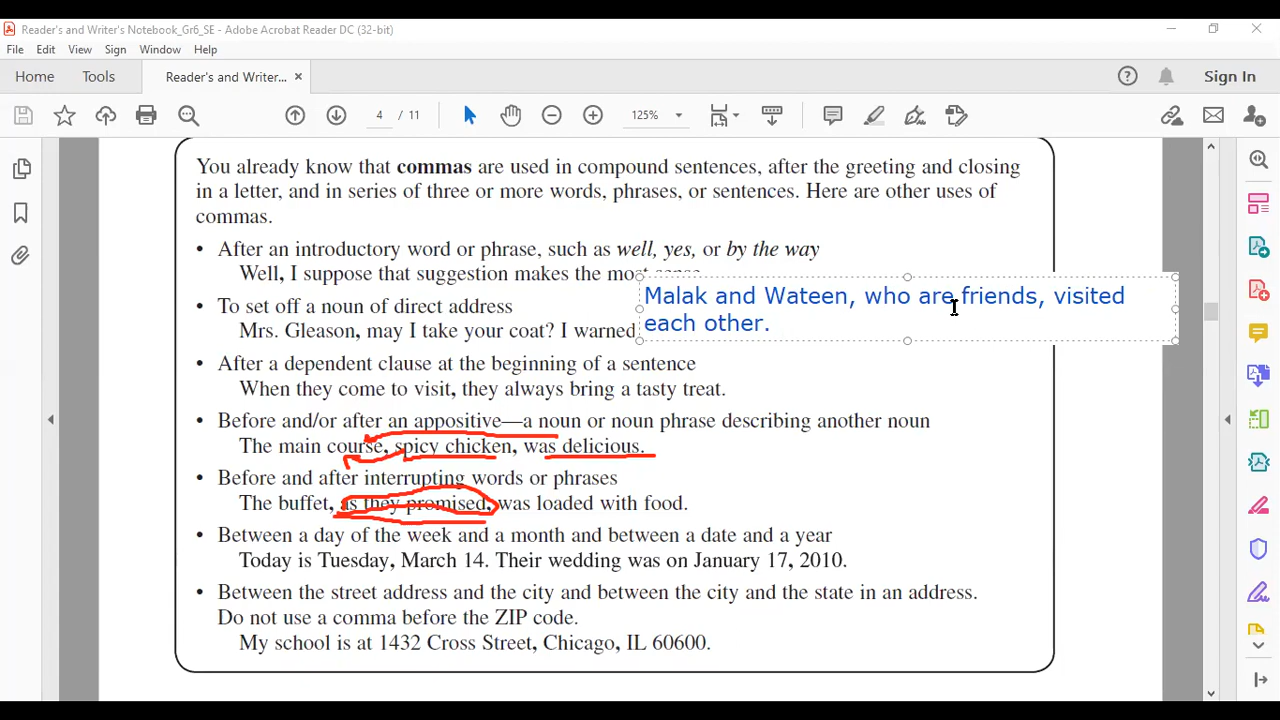 Reader's and Writer's Notebook_Gr6_SE - Adobe Acrobat Reader DC (32-bit)
File Edit View Sign Window Help
Home Tools Reader's and Writer... × Sign In
4 / 11 125%
You already know that commas are used in compound sentences, after the greeting and closing
in a letter, and in series of three or more words, phrases, or sentences. Here are other uses of
commas.
• After an introductory word or phrase, such as well, yes, or by the way
Well, I suppose that suggestion makes the most sense.
Malak and Wateen, who are friends, visited
each other.
• To set off a noun of direct address
Mrs. Gleason, may I take your coat? I warned
• After a dependent clause at the beginning of a sentence
When they come to visit, they always bring a tasty treat.
• Before and/or after an appositive—a noun or noun phrase describing another noun
The main course, spicy chicken, was delicious.
• Before and after interrupting words or phrases
The buffet, as they promised, was loaded with food.
• Between a day of the week and a month and between a date and a year
Today is Tuesday, March 14. Their wedding was on January 17, 2010.
• Between the street address and the city and between the city and the state in an address.
Do not use a comma before the ZIP code.
My school is at 1432 Cross Street, Chicago, IL 60600.